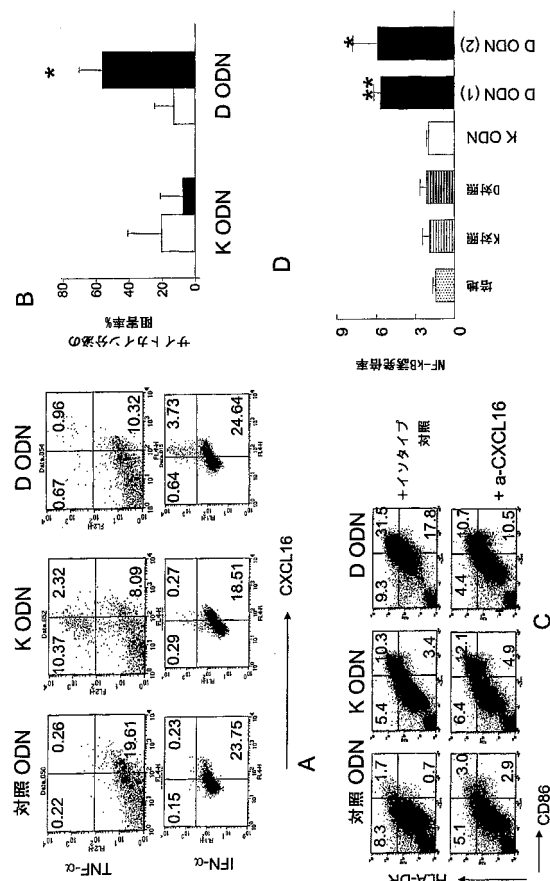 対照 ODN
K ODN
D ODN
TNF-α
0.22
0.26
19.61
10.37
2.32
8.09
0.67
0.96
10.32
IFN-α
0.15
0.23
23.75
0.29
0.27
18.51
0.64
3.73
24.64
CXCL16
A
B
サイトカイン分泌の
阻害率%
80
60
40
20
0
*
K ODN
D ODN
対照 ODN
K ODN
D ODN
8.3
1.7
0.7
5.4
10.3
3.4
9.3
31.5
17.8
+イソタイプ
対照
5.1
3.0
2.9
6.4
12.1
4.9
4.4
10.7
10.5
+ a-CXCL16
HLA-DR
CD86
C
D
NF-kB誘発倍率
9
6
3
0
**
*
培地
K対照
D対照
K ODN
D ODN (1)
D ODN (2)